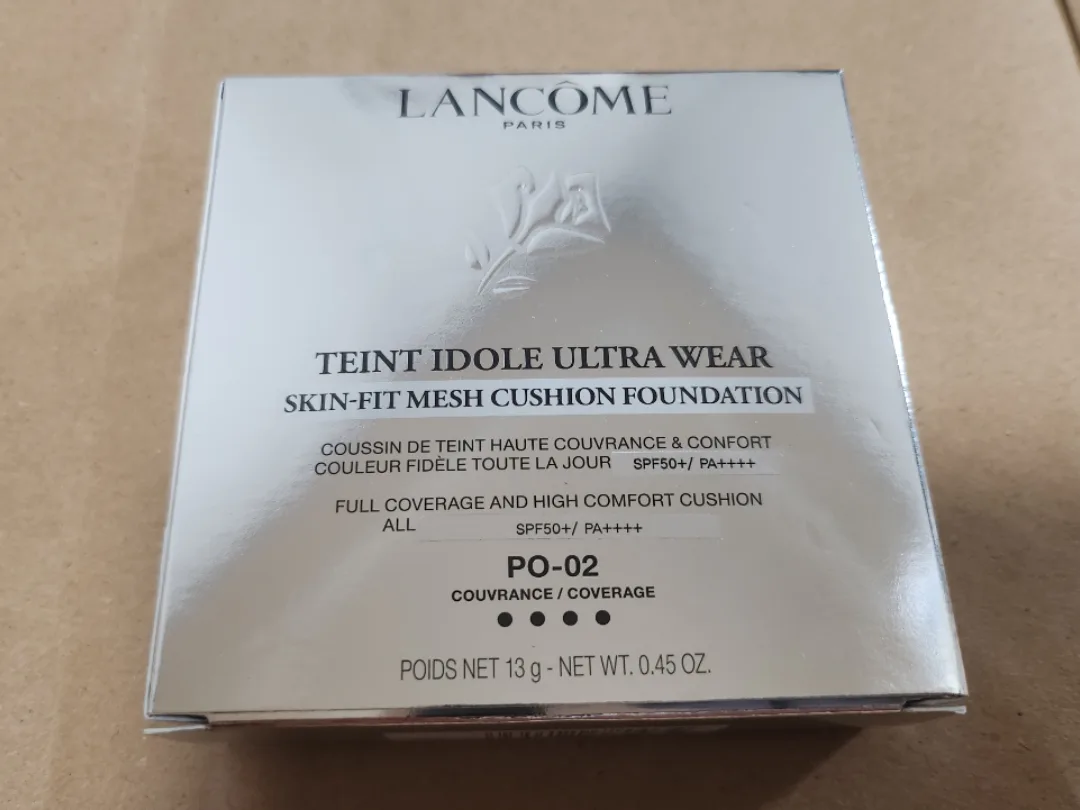 LANCÔME
PARIS
TEINT IDOLE ULTRA WEAR
SKIN-FIT MESH CUSHION FOUNDATION
COUSSIN DE TEINT HAUTE COUVRANCE & CONFORT
COULEUR FIDÈLE TOUTE LA JOUR SPF50+/ PA++++
FULL COVERAGE AND HIGH COMFORT CUSHION
ALL SPF50+/ PA++++
PO-02
COUVRANCE / COVERAGE
POIDS NET 13 g - NET WT. 0.45 OZ.